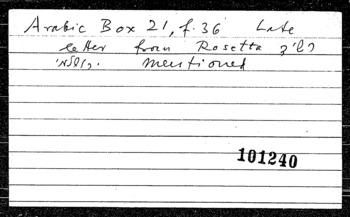 Arabic Box 21, f. 36 Late
letter from Rosetta
mentioned
101240